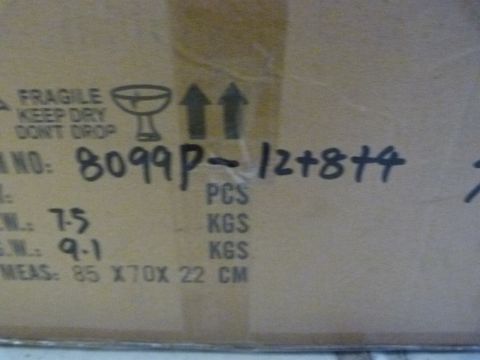 FRAGILE
KEEP DRY
DON'T DROP
NO: 8099P-12+8+4
PCS
W.: 7.5 KGS
.W.: 9.1 KGS
MEAS: 85 X70X 22 CM